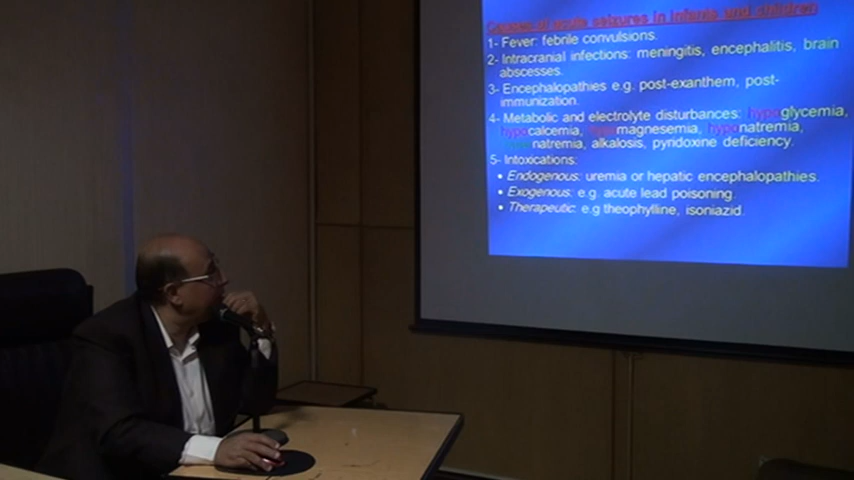 Causes of acute seizures in infants and children
1- Fever: febrile convulsions.
2- Intracranial infections: meningitis, encephalitis, brain
abscesses.
3- Encephalopathies e.g. post-exanthem, post-
immunization.
4- Metabolic and electrolyte disturbances: hypoglycemia,
hypocalcemia, hypomagnesemia, hyponatremia,
natremia, alkalosis, pyridoxine deficiency.
5- Intoxications:
• Endogenous: uremia or hepatic encephalopathies.
• Exogenous: e.g. acute lead poisoning.
• Therapeutic: e.g theophylline, isoniazid.